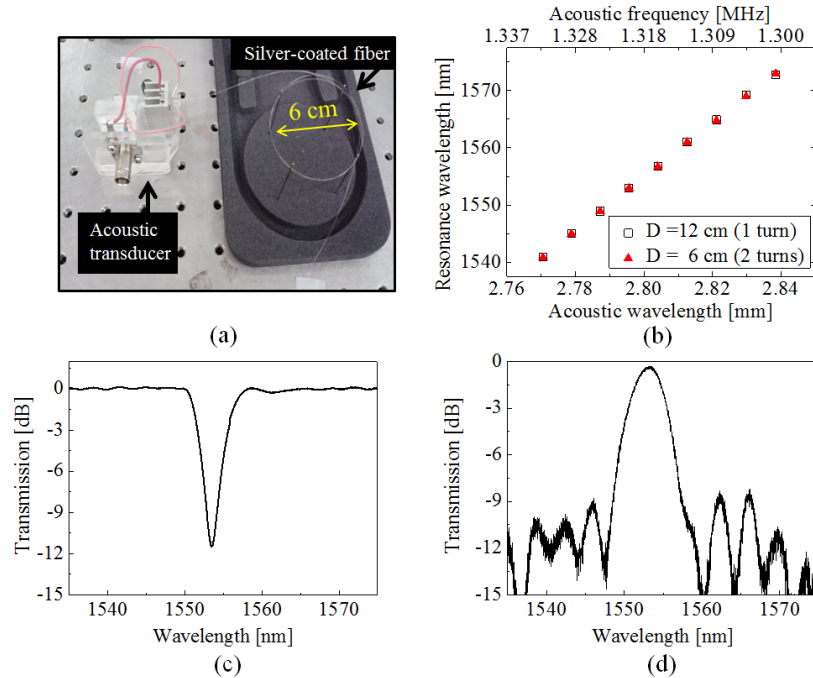 Silver-coated fiber
6 cm
Acoustic
transducer
(a)
Acoustic frequency [MHz]
1.337 1.328 1.318 1.309 1.300
Resonance wavelength [nm]
1570
1560
1550
1540
D =12 cm (1 turn)
D = 6 cm (2 turns)
2.76 2.78 2.80 2.82 2.84
Acoustic wavelength [mm]
(b)
Transmission [dB]
0
-3
-6
-9
-12
-15
1540 1550 1560 1570
Wavelength [nm]
(c)
Transmission [dB]
0
-3
-6
-9
-12
-15
1540 1550 1560 1570
Wavelength [nm]
(d)